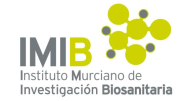 IMIB
Instituto Murciano de
Investigación Biosanitaria